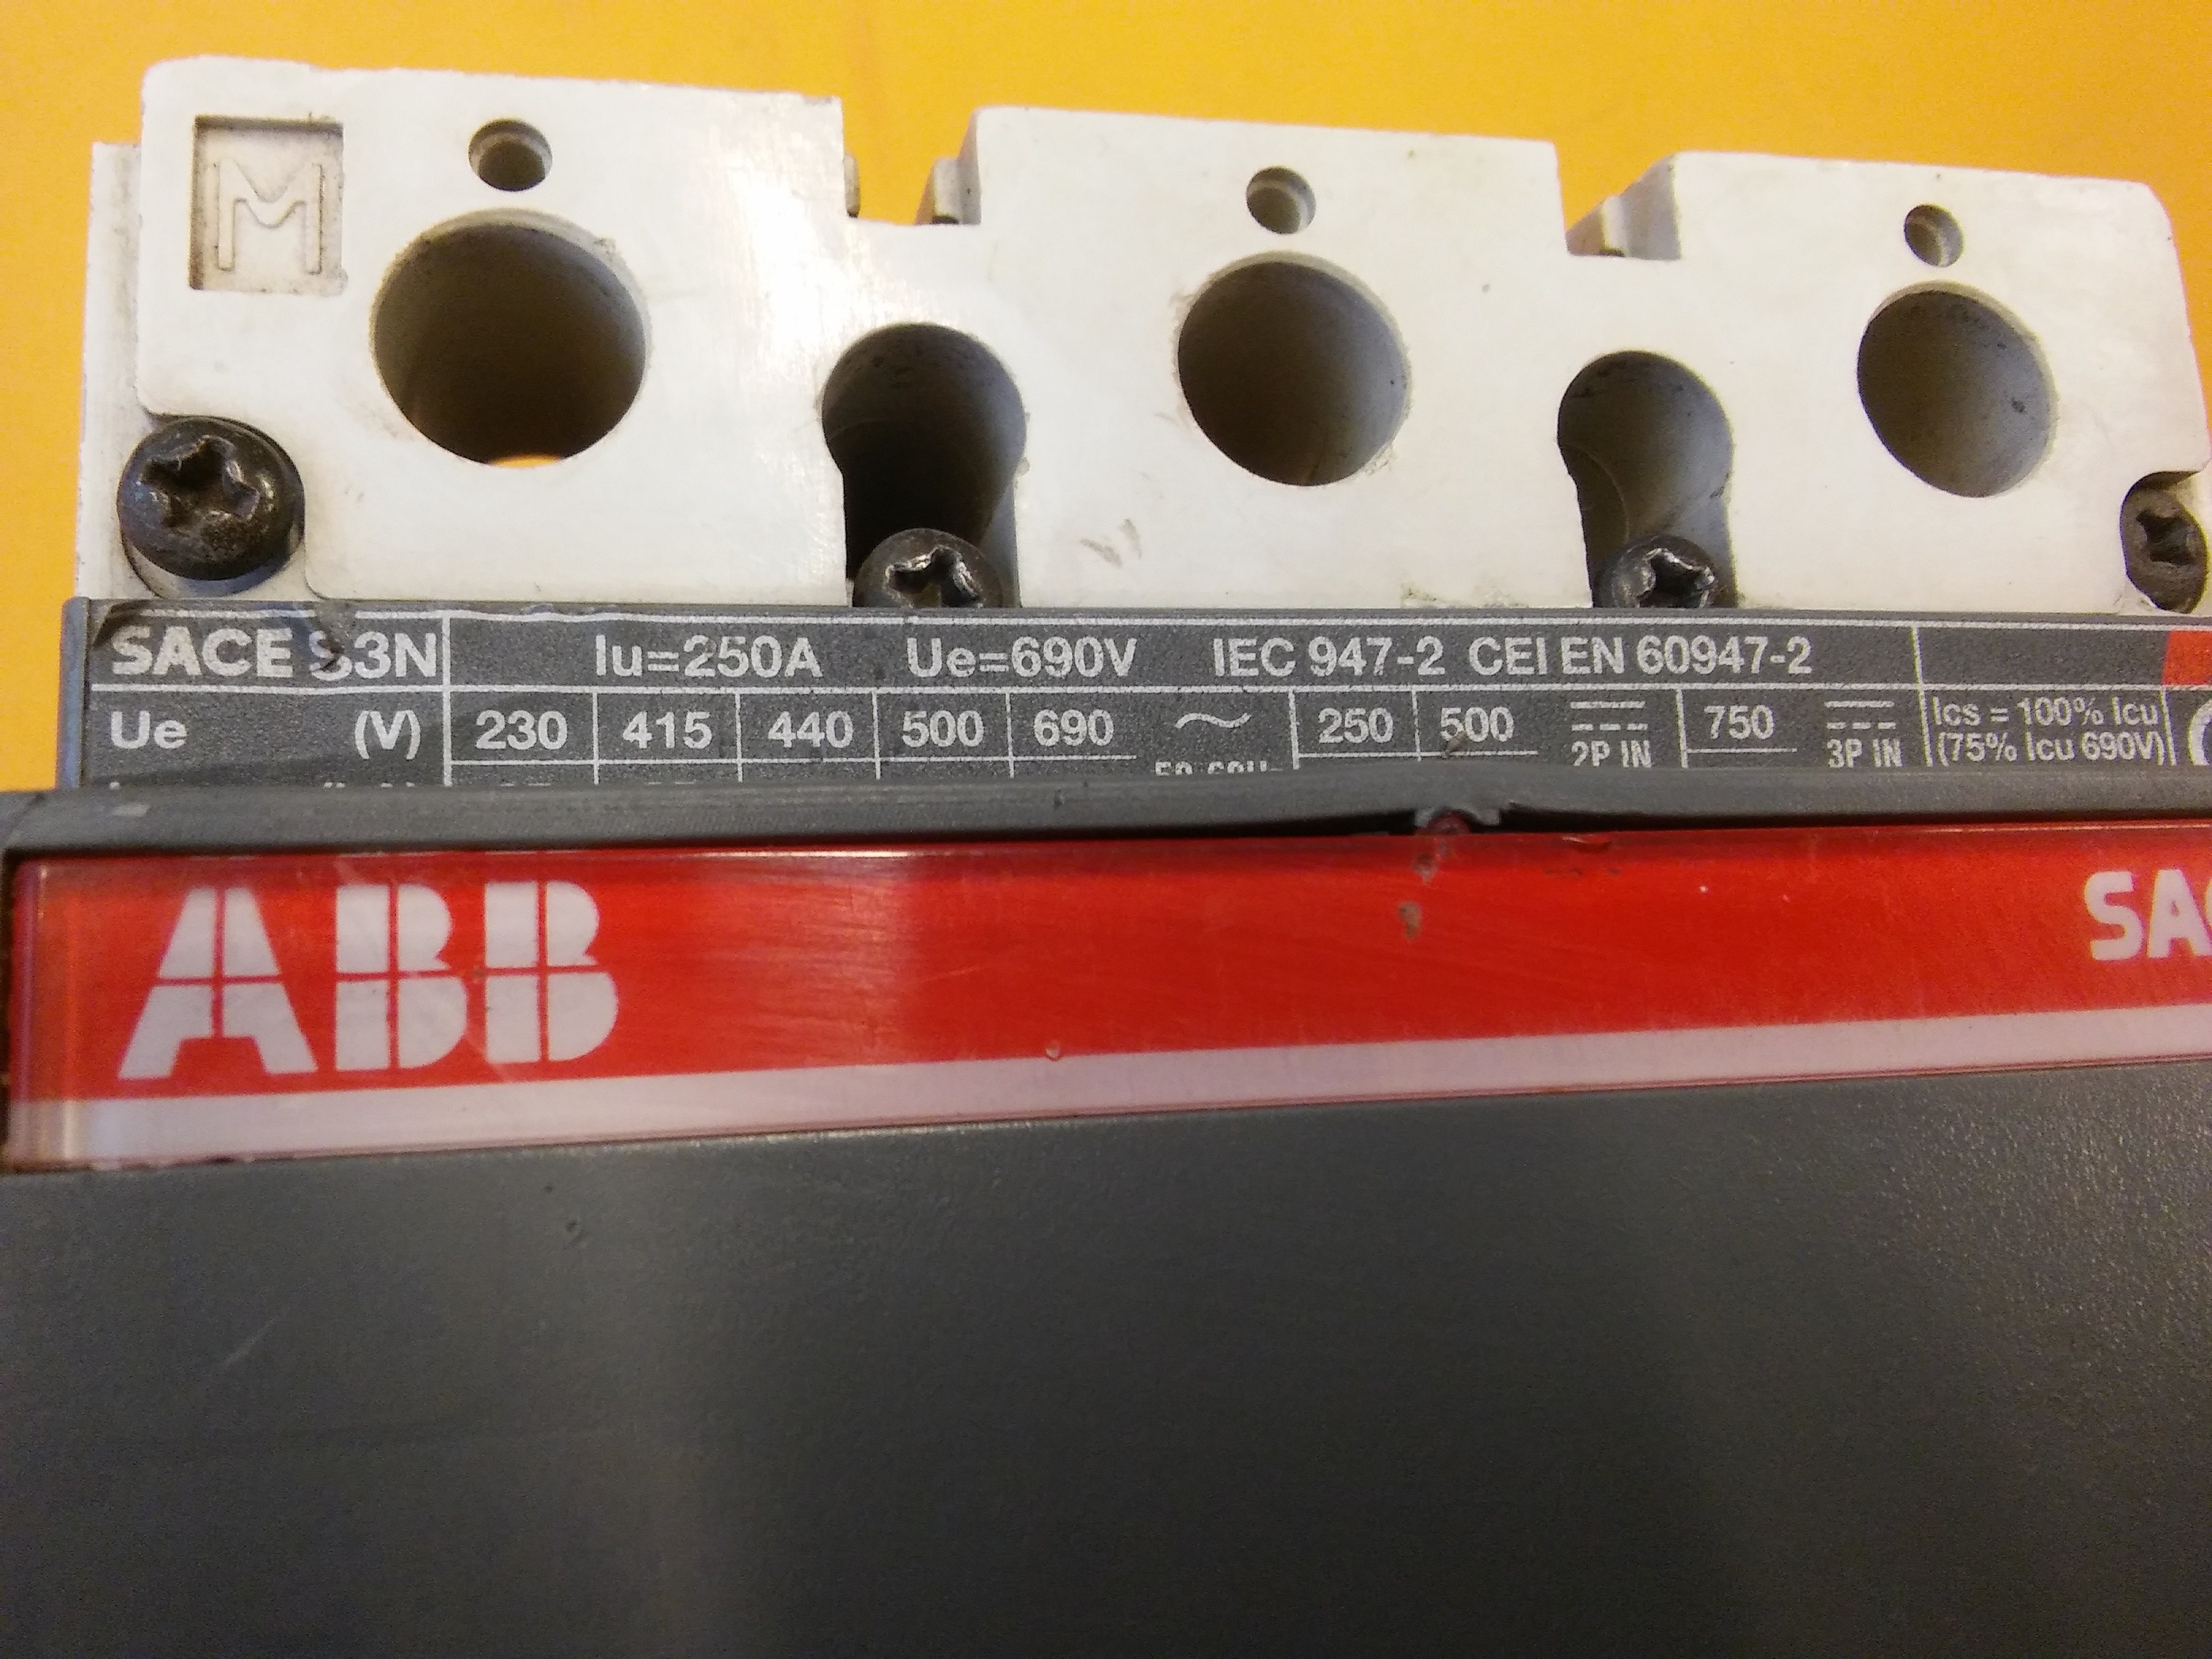 M
SACE S3N Iu=250A Ue=690V IEC 947-2 CEI EN 60947-2
Ue (V) 230 415 440 500 690 ~ 250 500 2P IN 750 3P IN Ics = 100% Icu
(75% Icu 690V)
ABB